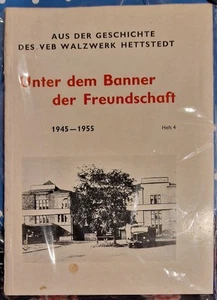 AUS DER GESCHICHTE
DES VEB WALZWERK HETTSTEDT
Unter dem Banner
der Freundschaft
1945—1955
Heft 4